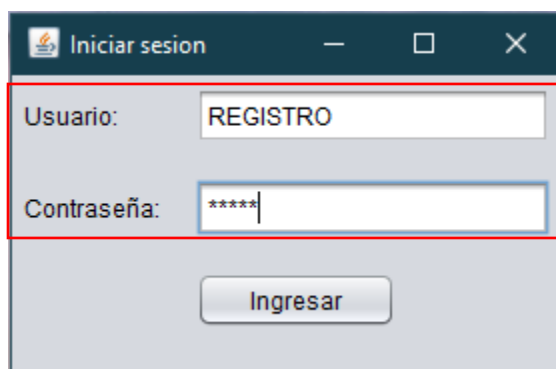 Iniciar sesion
Usuario: REGISTRO
Contraseña: *****
Ingresar